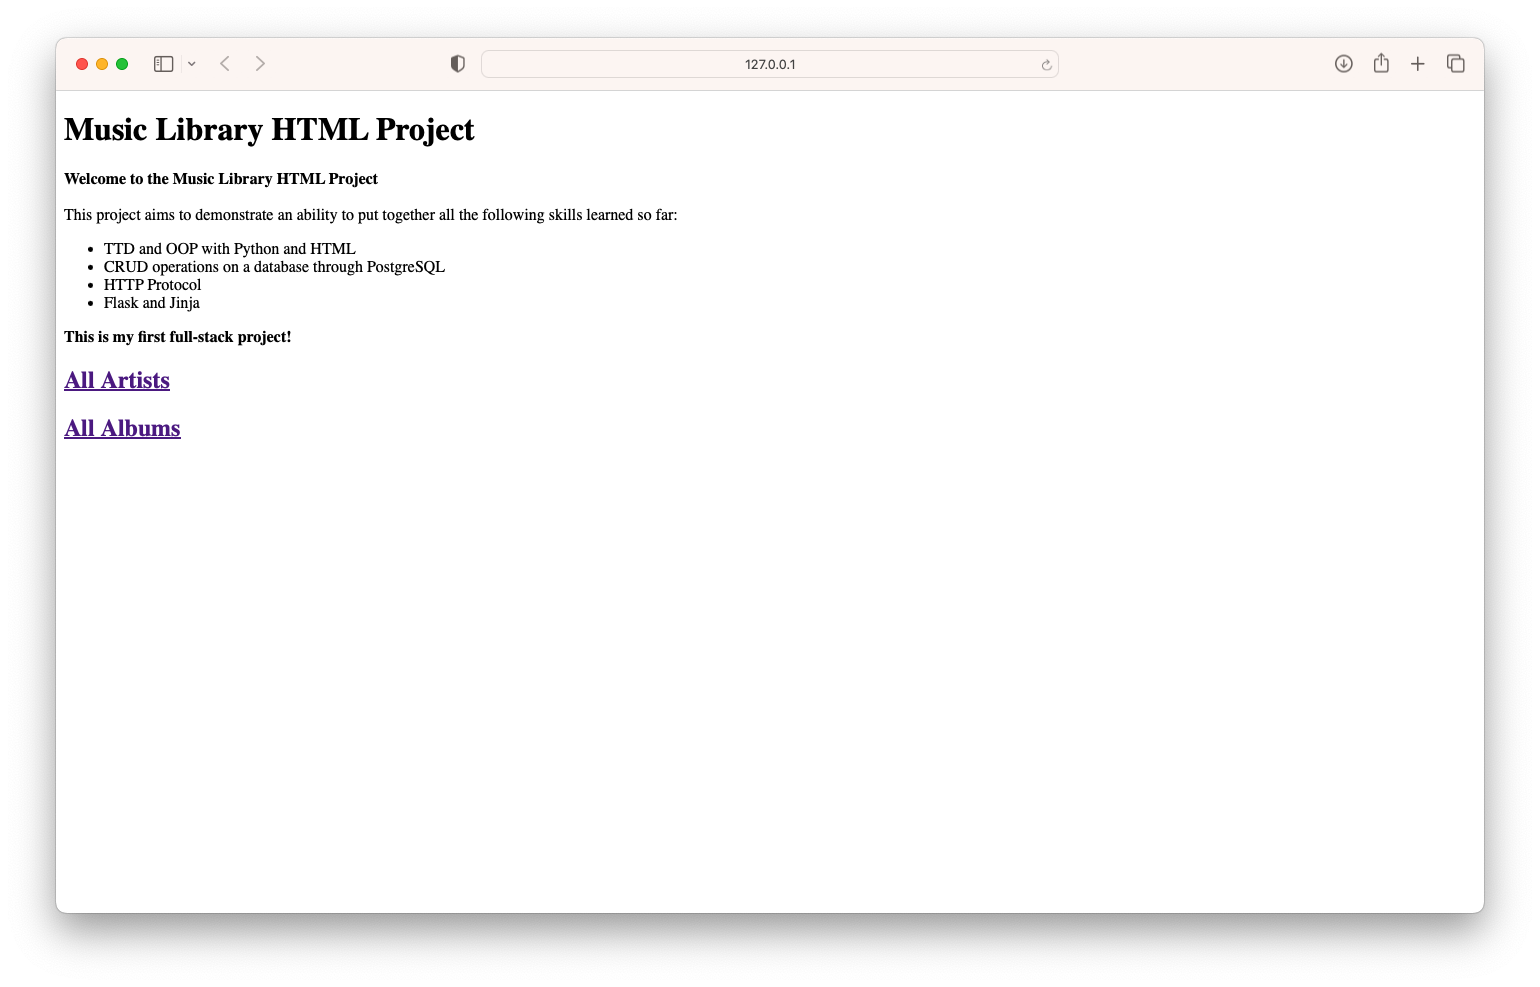 127.0.0.1
Music Library HTML Project
Welcome to the Music Library HTML Project
This project aims to demonstrate an ability to put together all the following skills learned so far:
• TTD and OOP with Python and HTML
• CRUD operations on a database through PostgreSQL
• HTTP Protocol
• Flask and Jinja
This is my first full-stack project!
All Artists
All Albums